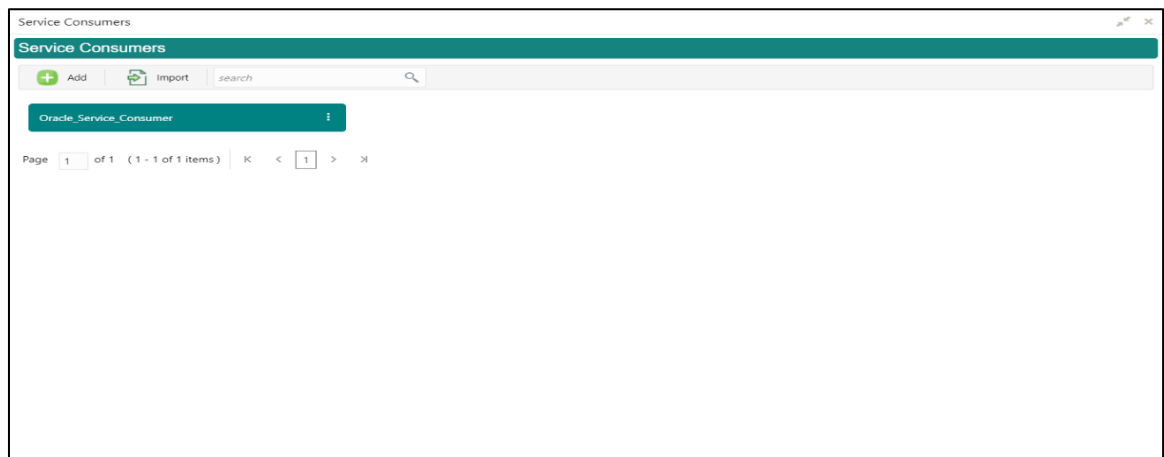 Service Consumers
Service Consumers
Add Import search
Oracle_Service_Consumer
Page 1 of 1 ( 1 - 1 of 1 items ) 1